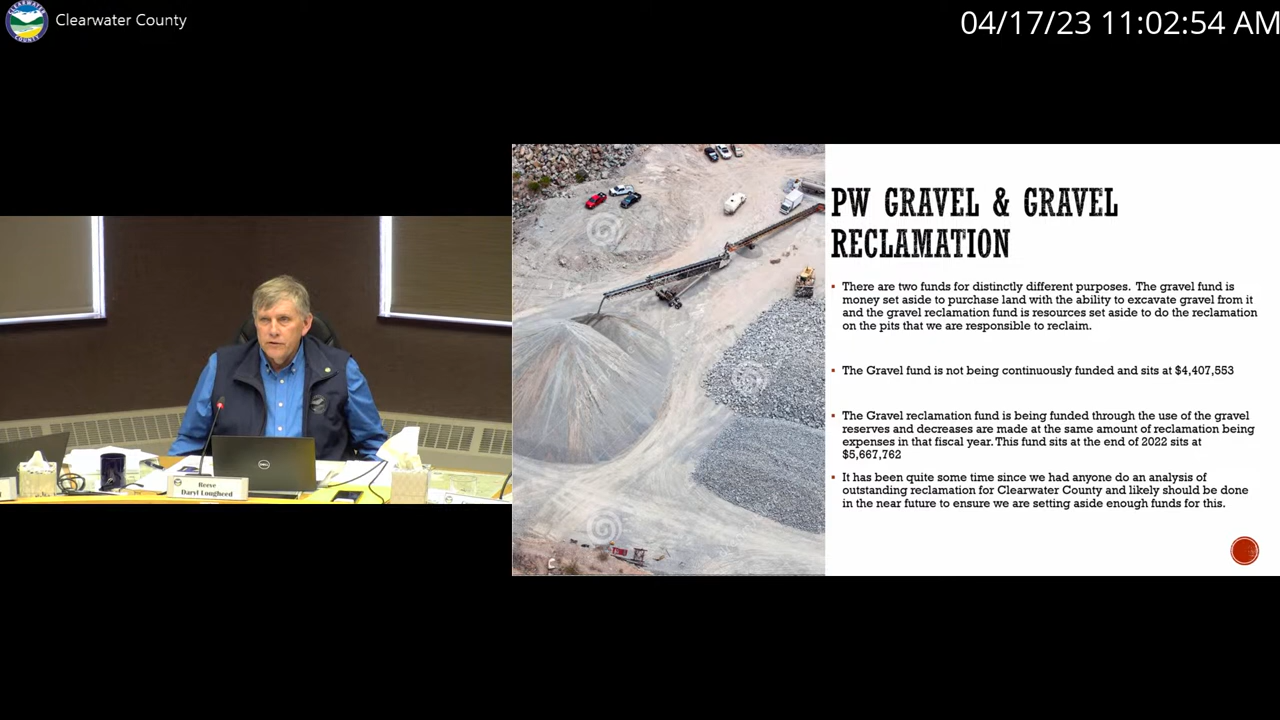 Clearwater County
04/17/23 11:02:54 AM
PW GRAVEL & GRAVEL
RECLAMATION
There are two funds for distinctly different purposes. The gravel fund is
money set aside to purchase land with the ability to excavate gravel from it
and the gravel reclamation fund is resources set aside to do the reclamation
on the pits that we are responsible to reclaim.
The Gravel fund is not being continuously funded and sits at $4,407,553
The Gravel reclamation fund is being funded through the use of the gravel
reserves and decreases are made at the same amount of reclamation being
expenses in that fiscal year. This fund sits at the end of 2022 sits at
$5,667,762
It has been quite some time since we had anyone do an analysis of
outstanding reclamation for Clearwater County and likely should be done
in the near future to ensure we are setting aside enough funds for this.
DELL
Reeve
Daryl Lougheed